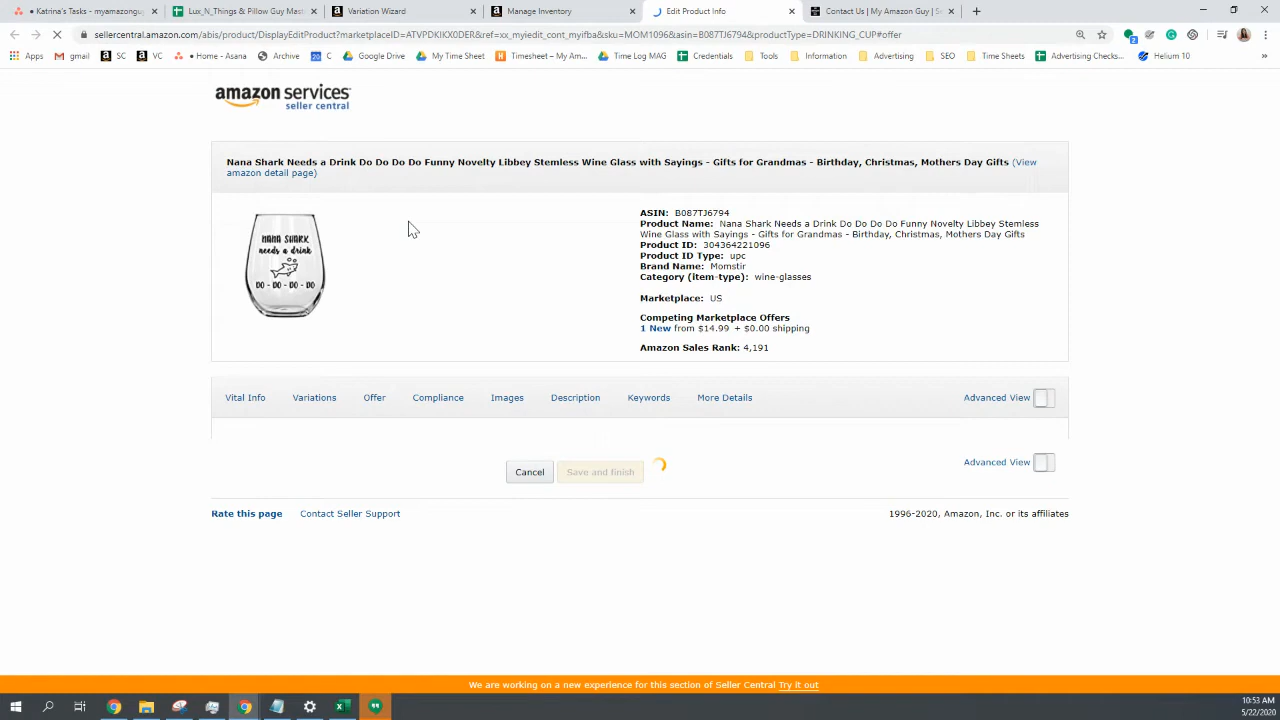 Katrina's Tasks - myamazongu
Lux_N_Things & Pillow Guy Mast
Variation Wizard
Manage Inventory
Edit Product Info
Contact Us | My Amazon Guy | S
sellercentral.amazon.com/abis/product/DisplayEditProduct?marketplaceID=ATVPDKIKX0DER&ref=xx_myiedit_cont_myifba&sku=MOM1096&asin=B087TJ6794&productType=DRINKING_CUP#offer
Apps gmail SC VC • Home - Asana Archive 20 C Google Drive Time Sheet Timesheet – My Am... Time Log MAG Credentials Tools Information Advertising SEO Time Sheets Advertising Checks... Helium 10 »
amazon services
seller central
Nana Shark Needs a Drink Do Do Do Do Funny Novelty Libbey Stemless Wine Glass with Sayings - Gifts for Grandmas - Birthday, Christmas, Mothers Day Gifts (View
amazon detail page)
NANA SHARK
needs a drink
DO - DO - DO - DO
ASIN: B087TJ6794
Product Name: Nana Shark Needs a Drink Do Do Do Do Funny Novelty Libbey Stemless
Wine Glass with Sayings - Gifts for Grandmas - Birthday, Christmas, Mothers Day Gifts
Product ID: 304364221096
Product ID Type: upc
Brand Name: Momstir
Category (item-type): wine-glasses
Marketplace: US
Competing Marketplace Offers
1 New from $14.99 + $0.00 shipping
Amazon Sales Rank: 4,191
Vital Info Variations Offer Compliance Images Description Keywords More Details Advanced View
Cancel Save and finish Advanced View
Rate this page Contact Seller Support 1996-2020, Amazon, Inc. or its affiliates
We are working on a new experience for this section of Seller Central Try it out
10:53 AM
5/22/2020